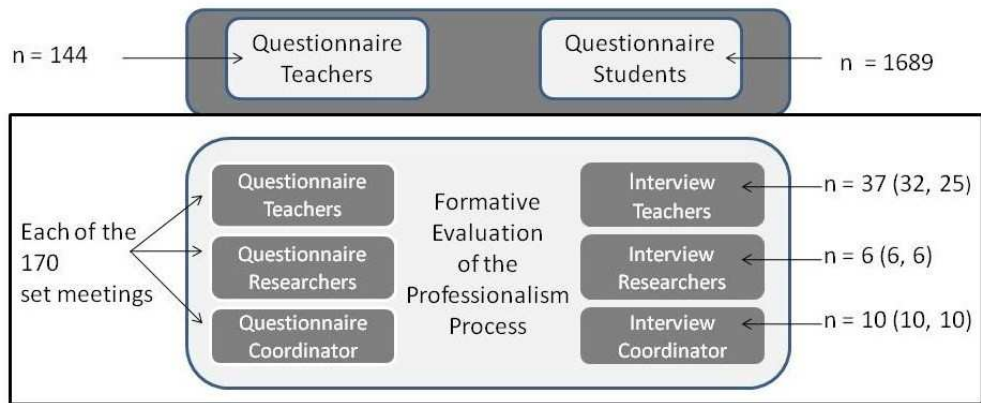 n = 144
Questionnaire
Teachers
Questionnaire
Students
n = 1689
Each of the
170
set meetings
Questionnaire
Teachers
Questionnaire
Researchers
Questionnaire
Coordinator
Formative
Evaluation
of the
Professionalism
Process
Interview
Teachers
Interview
Researchers
Interview
Coordinator
n = 37 (32, 25)
n = 6 (6, 6)
n = 10 (10, 10)